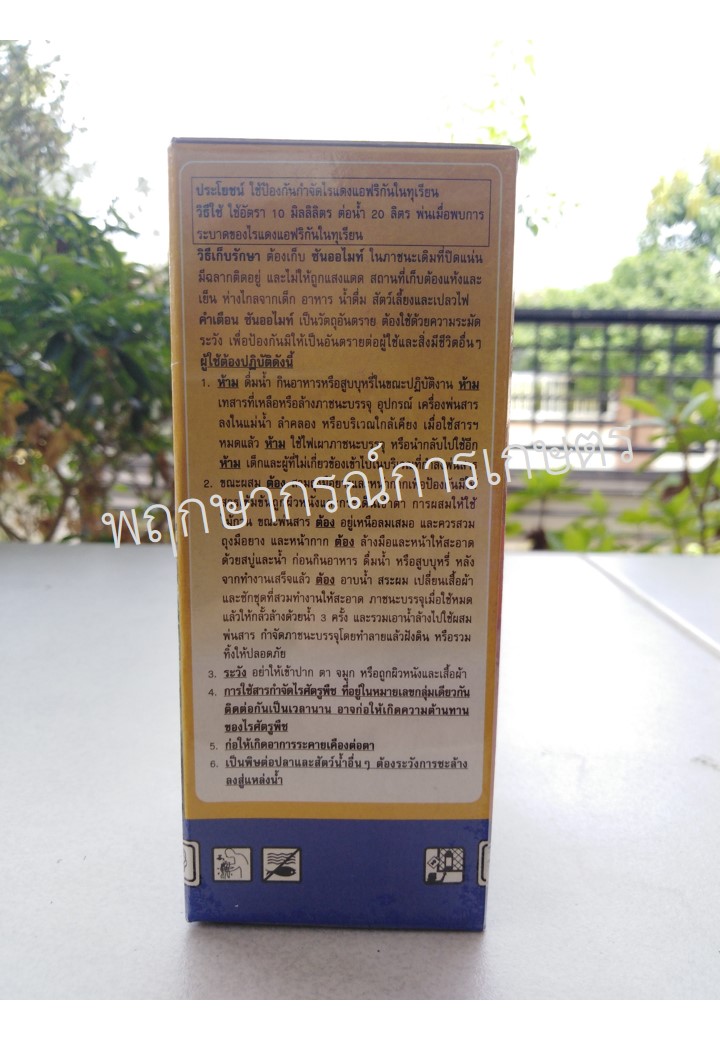 ประโยชน์ ใช้ป้องกันกำจัดไรแดงแอฟริกันในทุเรียน
วิธีใช้ ใช้อัตรา 10 มิลลิลิตร ต่อน้ำ 20 ลิตร พ่นเมื่อพบการ
ระบาดของไรแดงแอฟริกันในทุเรียน
วิธีเก็บรักษา ต้องเก็บ ซันออไมท์ ในภาชนะเดิมที่ปิดแน่น
มีฉลากติดอยู่ และไม่ให้ถูกแสงแดด สถานที่เก็บต้องแห้งและ
เย็น ห่างไกลจากเด็ก อาหาร น้ำดื่ม สัตว์เลี้ยงและเปลวไฟ
คำเตือน ซันออไมท์ เป็นวัตถุอันตราย ต้องใช้ด้วยความระมัด
ระวัง เพื่อป้องกันมิให้เป็นอันตรายต่อผู้ใช้และสิ่งมีชีวิตอื่นๆ
ผู้ใช้ต้องปฏิบัติดังนี้
1. ห้าม ดื่มน้ำ กินอาหารหรือสูบบุหรี่ในขณะปฏิบัติงาน ห้าม
เทสารที่เหลือหรือล้างภาชนะบรรจุ อุปกรณ์ เครื่องพ่นสาร
ลงในแม่น้ำ ลำคลอง หรือบริเวณใกล้เคียง เมื่อใช้สารฯ
หมดแล้ว ห้าม ใช้ไฟเผาภาชนะบรรจุ หรือนำกลับไปใช้อีก
ห้าม เด็กและผู้ที่ไม่เกี่ยวข้องเข้าไปในบริเวณที่กำลังพ่นสาร
2. ขณะผสม ต้อง หน้ากากเพื่อป้องกันมิให้
ถูกผิวหนังและ เข้าตา การผสมให้ใช้
ขณะพ่นสาร ต้อง อยู่เหนือลมเสมอ และควรสวม
ถุงมือยาง และหน้ากาก ต้อง ล้างมือและหน้าให้สะอาด
ด้วยสบู่และน้ำ ก่อนกินอาหาร ดื่มน้ำ หรือสูบบุหรี่ หลัง
จากทำงานเสร็จแล้ว ต้อง อาบน้ำ สระผม เปลี่ยนเสื้อผ้า
และซักชุดที่สวมทำงานให้สะอาด ภาชนะบรรจุเมื่อใช้หมด
แล้วให้กลั้วล้างด้วยน้ำ 3 ครั้ง และรวมเอาน้ำล้างไปใช้ผสม
พ่นสาร กำจัดภาชนะบรรจุโดยทำลายแล้วฝังดิน หรือรวม
ทิ้งให้ปลอดภัย
3. ระวัง อย่าให้เข้าปาก ตา จมูก หรือถูกผิวหนังและเสื้อผ้า
4. การใช้สารกำจัดไรศัตรูพืช ที่อยู่ในหมายเลขกลุ่มเดียวกัน
ติดต่อกันเป็นเวลานาน อาจก่อให้เกิดความต้านทาน
ของไรศัตรูพืช
5. ก่อให้เกิดอาการระคายเคืองต่อตา
6. เป็นพิษต่อปลาและสัตว์น้ำอื่นๆ ต้องระวังการชะล้าง
ลงสู่แหล่งน้ำ
พฤกษากรณ์การเกษตร